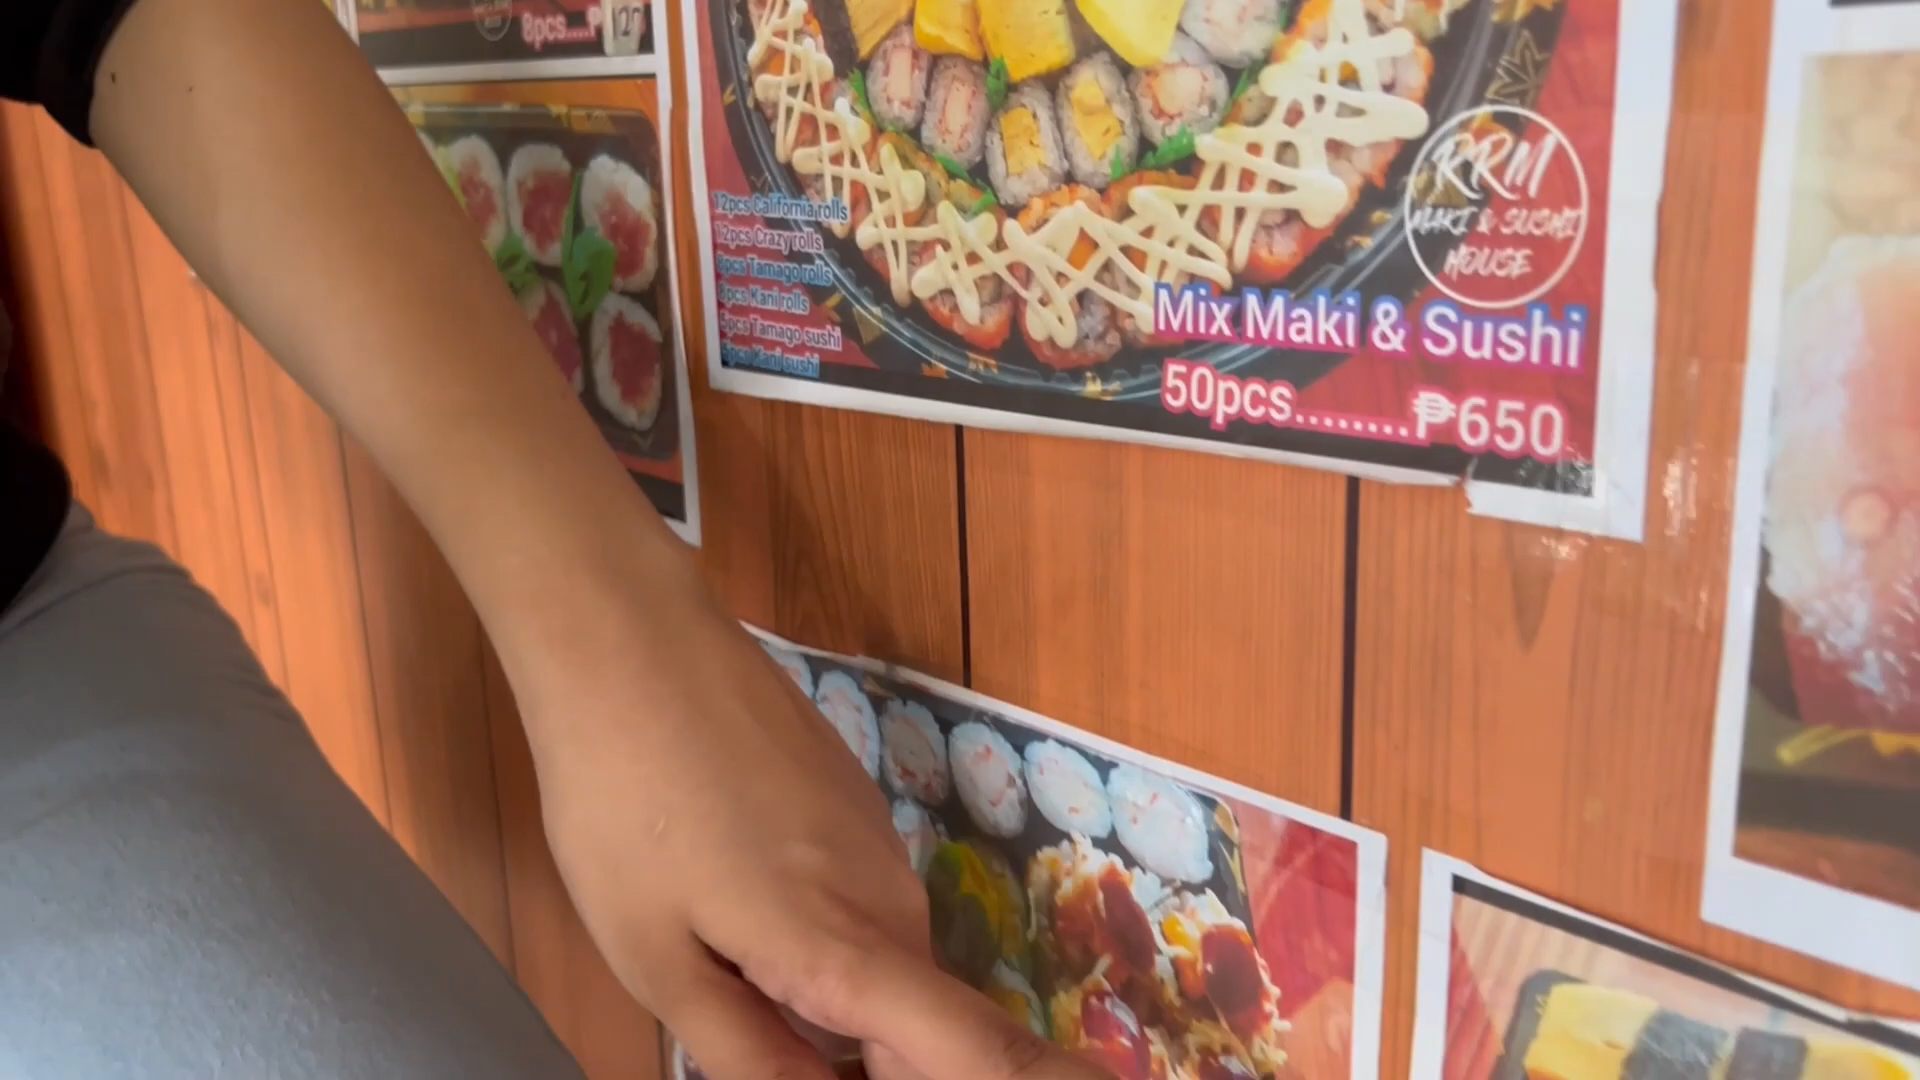 8pcs....₱120
12pcs California rolls
12pcs Crazy rolls
8pcs Tamago rolls
8pcs Kani rolls
5pcs Tamago sushi
5pcs Kani sushi
RRM
MAKI & SUSHI
HOUSE
Mix Maki & Sushi
50pcs........₱650